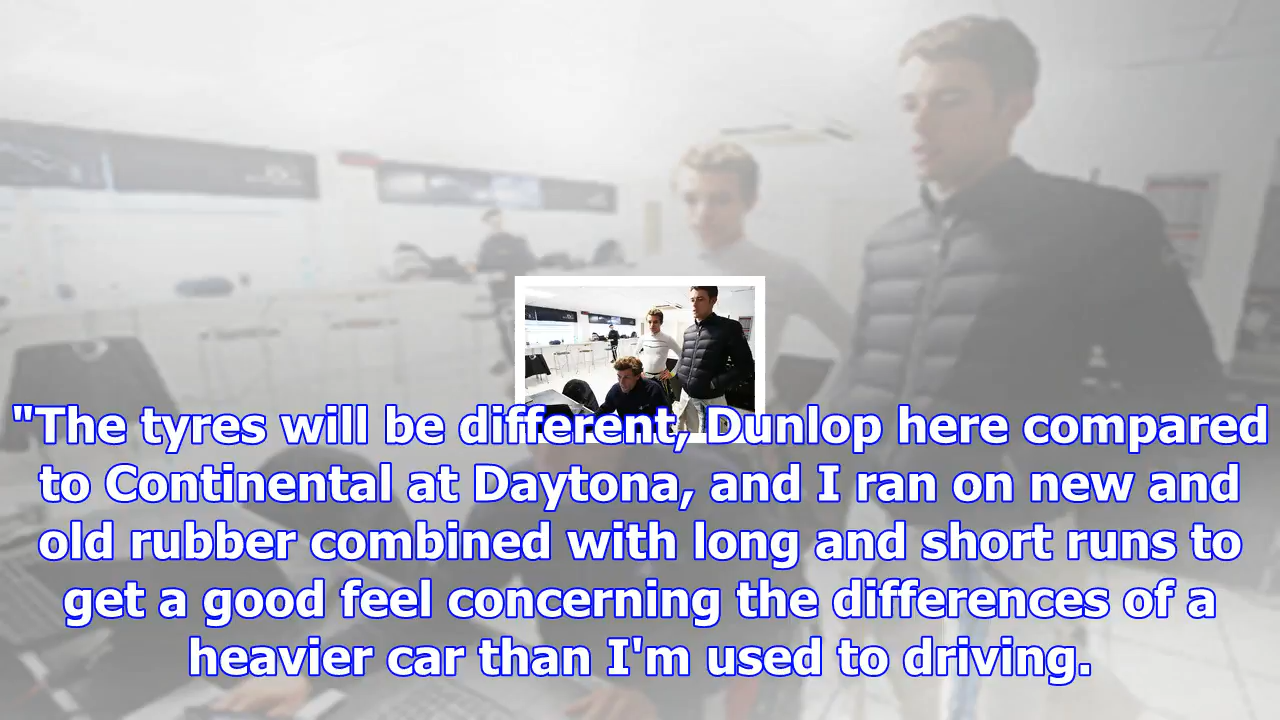 "The tyres will be different, Dunlop here compared
to Continental at Daytona, and I ran on new and
old rubber combined with long and short runs to
get a good feel concerning the differences of a
heavier car than I'm used to driving.